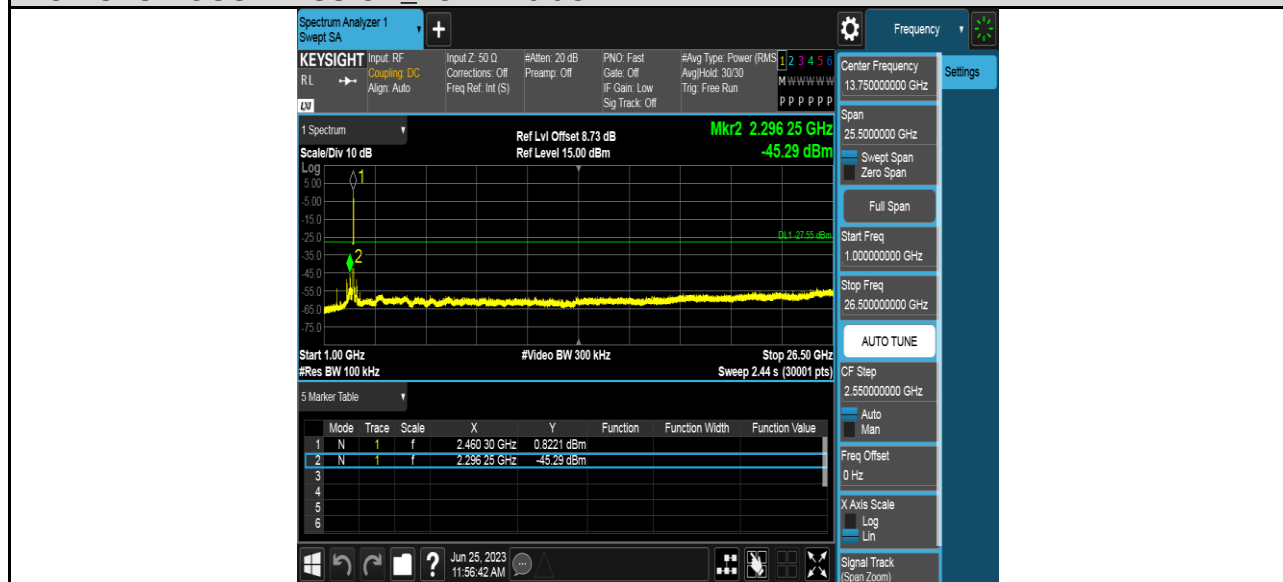 Spectrum Analyzer 1
Swept SA
+
Frequency
KEYSIGHT
RL
LXI
Input: RF
Coupling: DC
Align: Auto
Input Z: 50 Ω
Corrections: Off
Freq Ref: Int (S)
#Atten: 20 dB
Preamp: Off
PNO: Fast
Gate: Off
IF Gain: Low
Sig Track: Off
#Avg Type: Power (RMS
Avg|Hold: 30/30
Trig: Free Run
1 2 3 4 5 6
M W W W W W
P P P P P P
1 Spectrum
Scale/Div 10 dB
Ref Lvl Offset 8.73 dB
Ref Level 15.00 dBm
Mkr2 2.296 25 GHz
-45.29 dBm
Log
5.00
-5.00
-15.0
-25.0
-35.0
-45.0
-55.0
-65.0
-75.0
1
2
DL1 -27.55 dBm
Start 1.00 GHz
#Video BW 300 kHz
Stop 26.50 GHz
#Res BW 100 kHz
Sweep 2.44 s (30001 pts)
5 Marker Table
Mode Trace Scale X Y Function Function Width Function Value
1 N 1 f 2.460 30 GHz 0.8221 dBm
2 N 1 f 2.296 25 GHz -45.29 dBm
3
4
5
6
?
Jun 25, 2023
11:56:42 AM
Center Frequency
13.750000000 GHz
Settings
Span
25.5000000 GHz
Swept Span
Zero Span
Full Span
Start Freq
1.000000000 GHz
Stop Freq
26.500000000 GHz
AUTO TUNE
CF Step
2.550000000 GHz
Auto
Man
Freq Offset
0 Hz
X Axis Scale
Log
Lin
Signal Track
(Span Zoom)